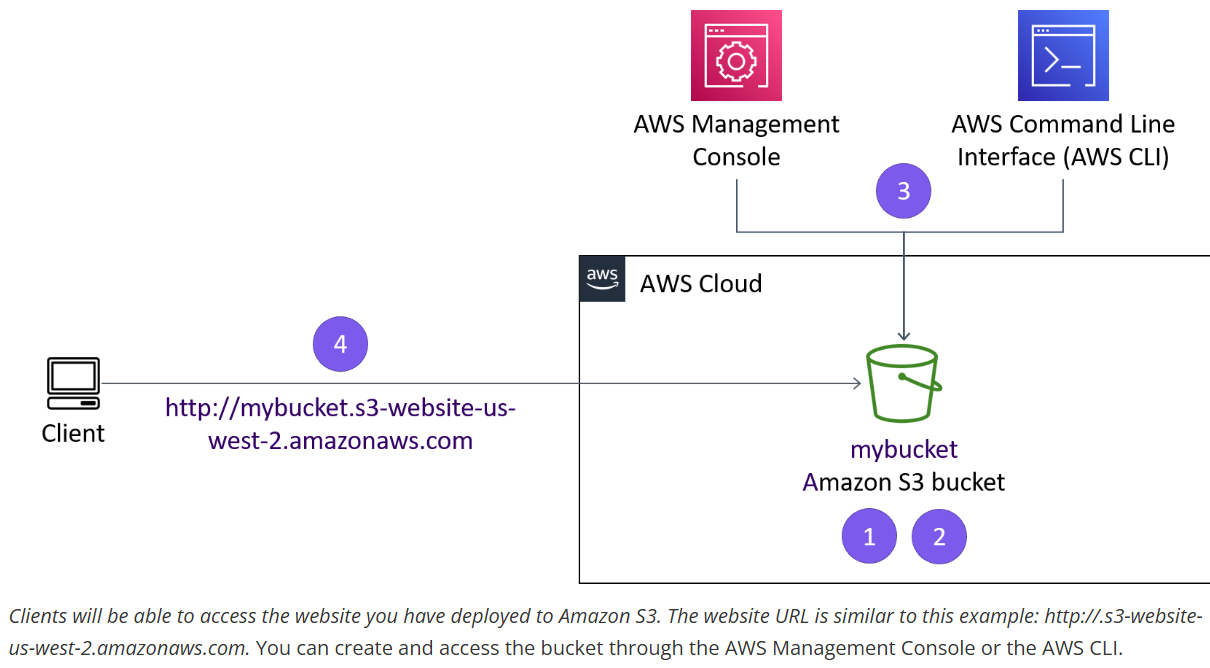 AWS Management
Console
AWS Command Line
Interface (AWS CLI)
3
aws
AWS Cloud
4
http://mybucket.s3-website-us-
west-2.amazonaws.com
Client
mybucket
Amazon S3 bucket
1
2
Clients will be able to access the website you have deployed to Amazon S3. The website URL is similar to this example: http://.s3-website-
us-west-2.amazonaws.com. You can create and access the bucket through the AWS Management Console or the AWS CLI.